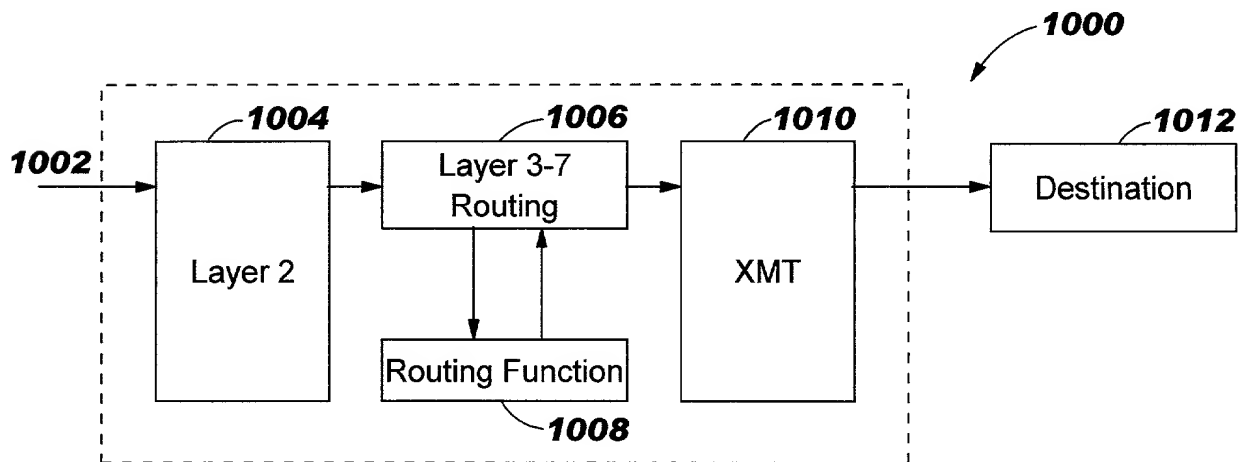 1000
1004
1006
1010
1012
1002
Layer 3-7
Routing
Destination
Layer 2
XMT
Routing Function
1008